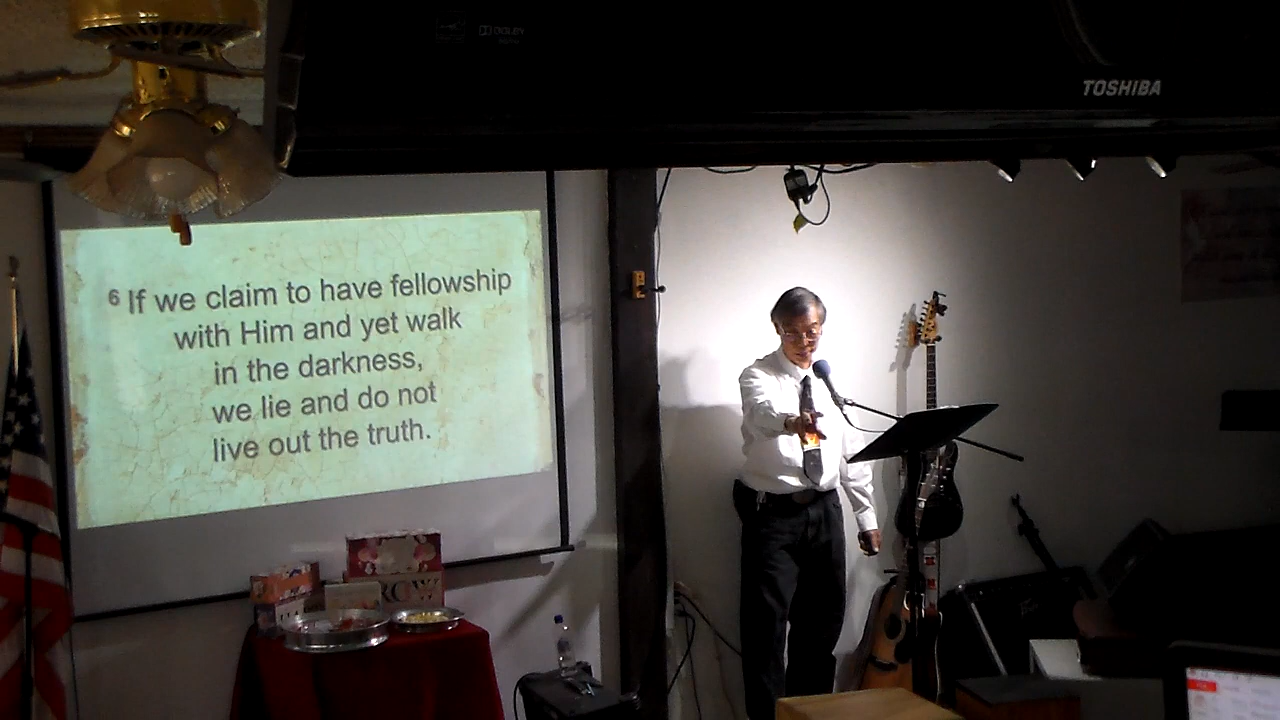 DOLBY
TOSHIBA
6 If we claim to have fellowship
with Him and yet walk
in the darkness,
we lie and do not
live out the truth.